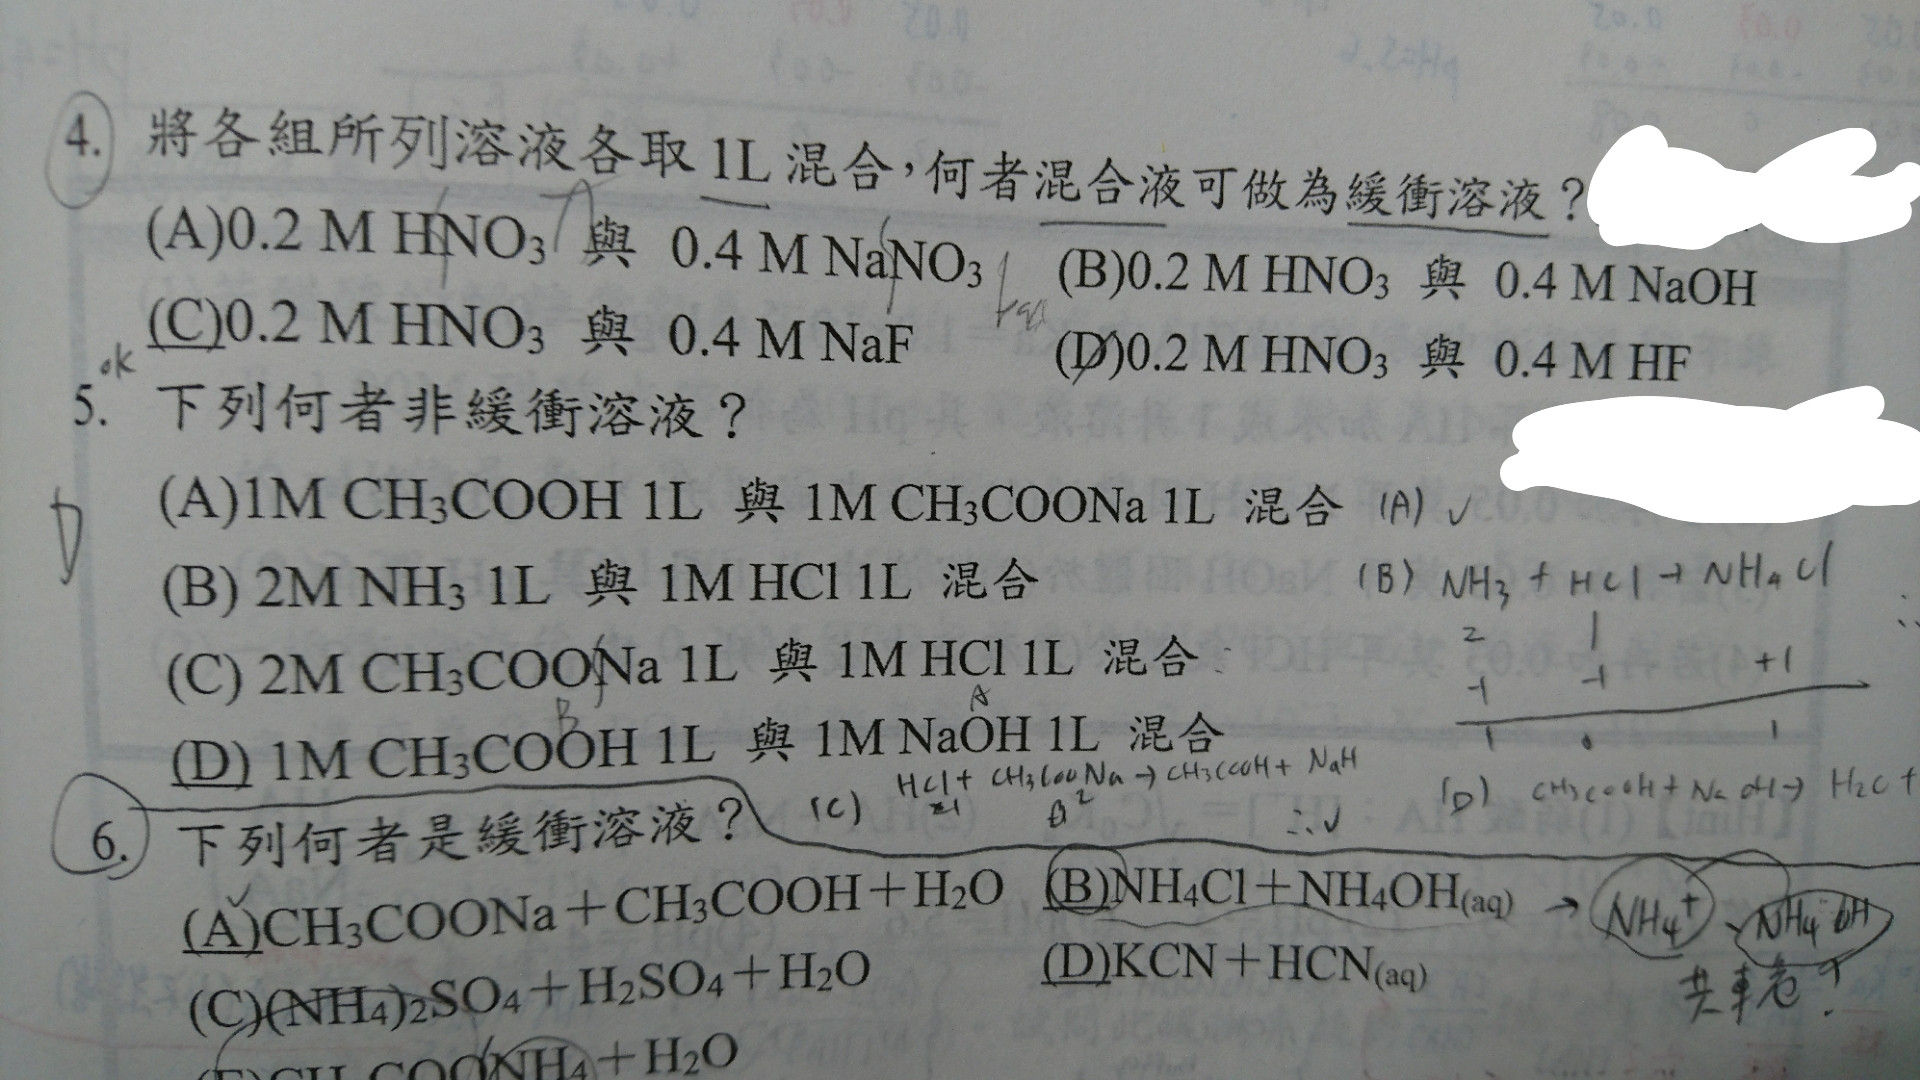 4. 將各組所列溶液各取1L混合，何者混合液可做為緩衝溶液？
(A)0.2 M HNO3 與 0.4 M NaNO3 (B)0.2 M HNO3 與 0.4 M NaOH
(C)0.2 M HNO3 與 0.4 M NaF (D)0.2 M HNO3 與 0.4 M HF
ok
5. 下列何者非緩衝溶液？
D
(A)1M CH3COOH 1L 與 1M CH3COONa 1L 混合 (A) ✓
(B) 2M NH3 1L 與 1M HCl 1L 混合 (B) NH3 + HCl → NH4Cl
2 1
(C) 2M CH3COONa 1L 與 1M HCl 1L 混合 -1 -1 +1
B A
(D) 1M CH3COOH 1L 與 1M NaOH 1L 混合 1 0 1
(C) HCl + CH3COONa → CH3COOH + NaH
B 2 ∴✓
(D) CH3COOH + NaOH → H2O +
6. 下列何者是緩衝溶液？
(A)CH3COONa＋CH3COOH＋H2O (B)NH4Cl＋NH4OH(aq) → NH4+、NH4OH
(C)(NH4)2SO4＋H2SO4＋H2O (D)KCN＋HCN(aq) 共軛？
COONH4＋H2O